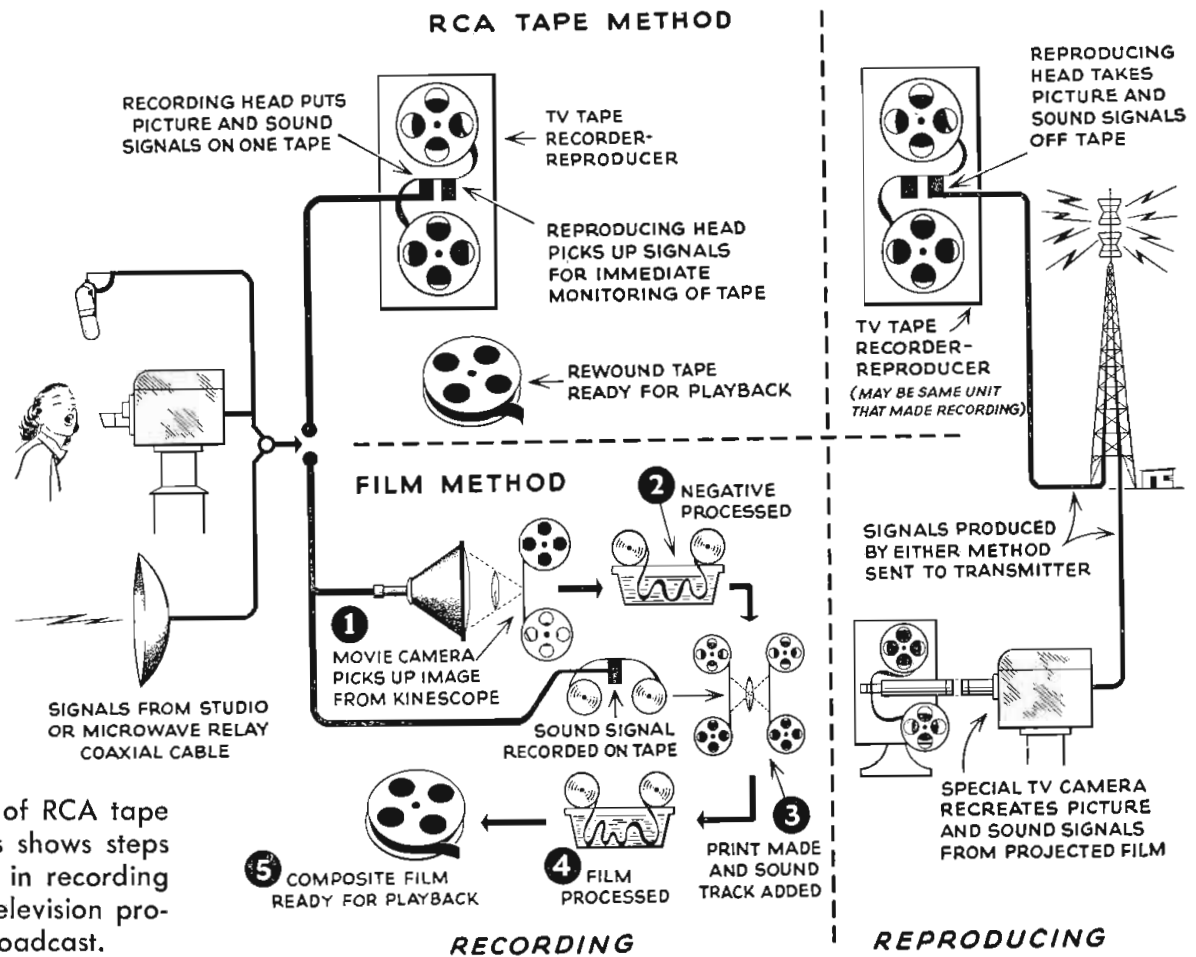 RCA TAPE METHOD
RECORDING HEAD PUTS
PICTURE AND SOUND
SIGNALS ON ONE TAPE
TV TAPE
RECORDER-
REPRODUCER
REPRODUCING HEAD
PICKS UP SIGNALS
FOR IMMEDIATE
MONITORING OF TAPE
REWOUND TAPE
READY FOR PLAYBACK
REPRODUCING
HEAD TAKES
PICTURE AND
SOUND SIGNALS
OFF TAPE
TV TAPE
RECORDER-
REPRODUCER
(MAY BE SAME UNIT
THAT MADE RECORDING)
SIGNALS FROM STUDIO
OR MICROWAVE RELAY
COAXIAL CABLE
FILM METHOD
1
MOVIE CAMERA
PICKS UP IMAGE
FROM KINESCOPE
2 NEGATIVE
PROCESSED
SOUND SIGNAL
RECORDED ON TAPE
3
PRINT MADE
AND SOUND
TRACK ADDED
4 FILM
PROCESSED
5 COMPOSITE FILM
READY FOR PLAYBACK
SIGNALS PRODUCED
BY EITHER METHOD
SENT TO TRANSMITTER
SPECIAL TV CAMERA
RECREATES PICTURE
AND SOUND SIGNALS
FROM PROJECTED FILM
of RCA tape
s shows steps
in recording
elevision pro-
oadcast.
RECORDING
REPRODUCING